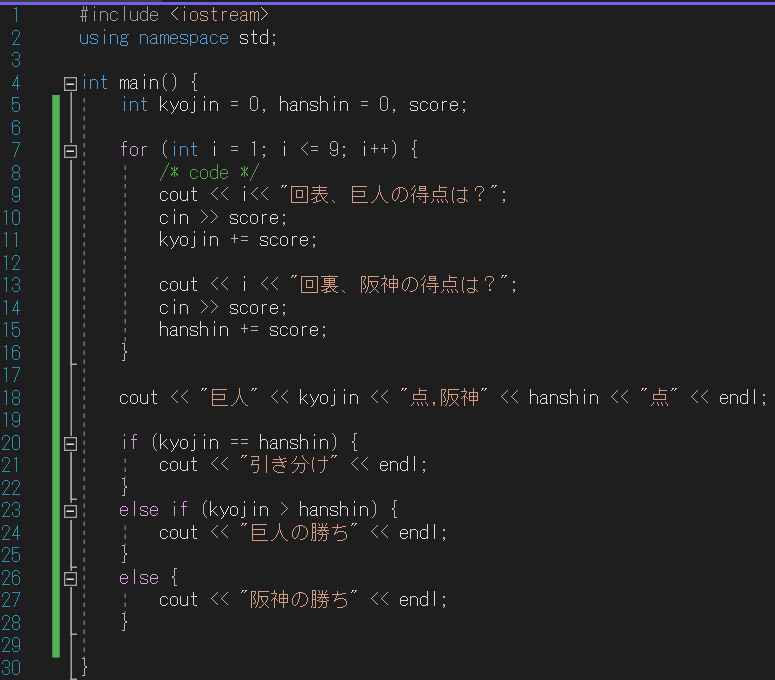 1 #include <iostream>
2 using namespace std;
3
4 int main() {
5 int kyojin = 0, hanshin = 0, score;
6
7 for (int i = 1; i <= 9; i++) {
8 /* code */
9 cout << i<< "回表、巨人の得点は？";
10 cin >> score;
11 kyojin += score;
12
13 cout << i << "回裏、阪神の得点は？";
14 cin >> score;
15 hanshin += score;
16 }
17
18 cout << "巨人" << kyojin << "点,阪神" << hanshin << "点" << endl;
19
20 if (kyojin == hanshin) {
21 cout << "引き分け" << endl;
22 }
23 else if (kyojin > hanshin) {
24 cout << "巨人の勝ち" << endl;
25 }
26 else {
27 cout << "阪神の勝ち" << endl;
28 }
29
30 }